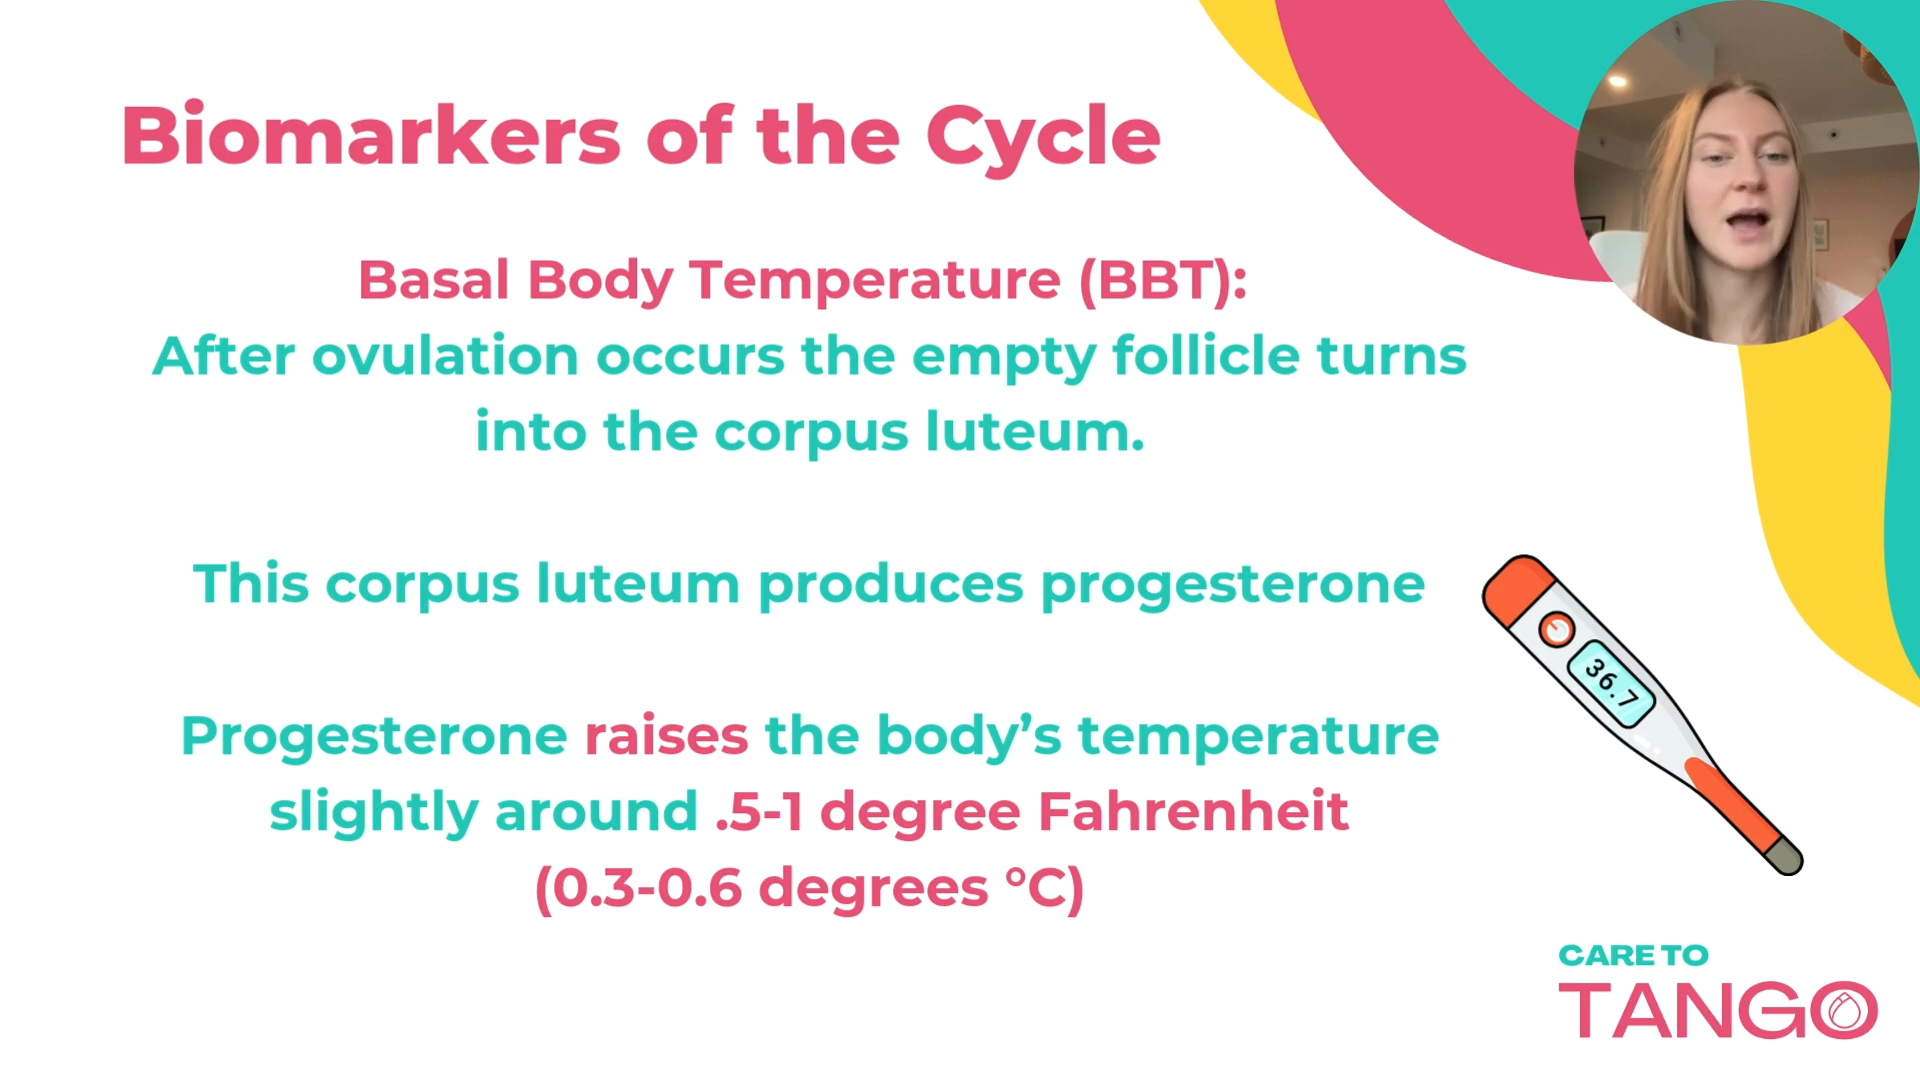 Biomarkers of the Cycle
Basal Body Temperature (BBT):
After ovulation occurs the empty follicle turns
into the corpus luteum.
This corpus luteum produces progesterone
Progesterone raises the body’s temperature
slightly around .5-1 degree Fahrenheit
(0.3-0.6 degrees °C)
36.7
CARE TO
TANGO